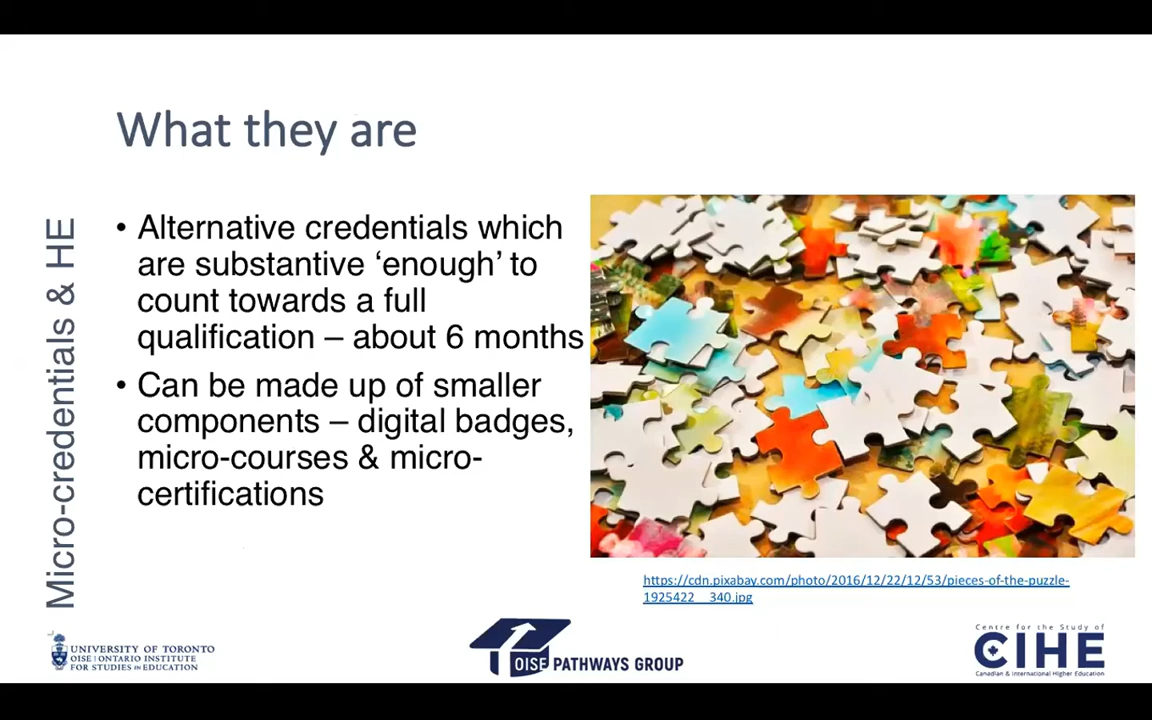 What they are
Micro-credentials & HE
• Alternative credentials which
are substantive ‘enough’ to
count towards a full
qualification – about 6 months
• Can be made up of smaller
components – digital badges,
micro-courses & micro-
certifications
https://cdn.pixabay.com/photo/2016/12/22/12/53/pieces-of-the-puzzle-
1925422__340.jpg
UNIVERSITY OF TORONTO
OISE | ONTARIO INSTITUTE
FOR STUDIES IN EDUCATION
OISE PATHWAYS GROUP
Centre for the Study of
CIHE
Canadian & International Higher Education